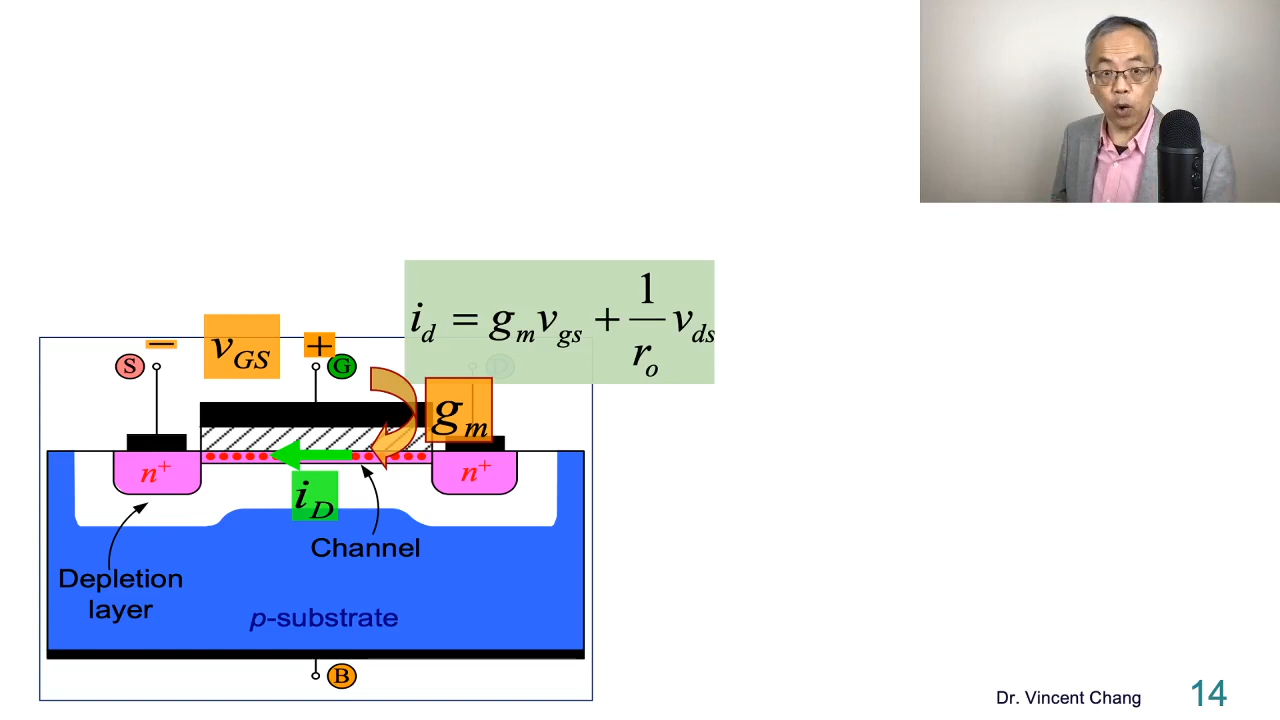 i_d = g_m v_gs + 1/r_o v_ds
− v_GS +
S G D
g_m
n+ n+
i_D
Channel
Depletion
layer
p-substrate
B
Dr. Vincent Chang 14